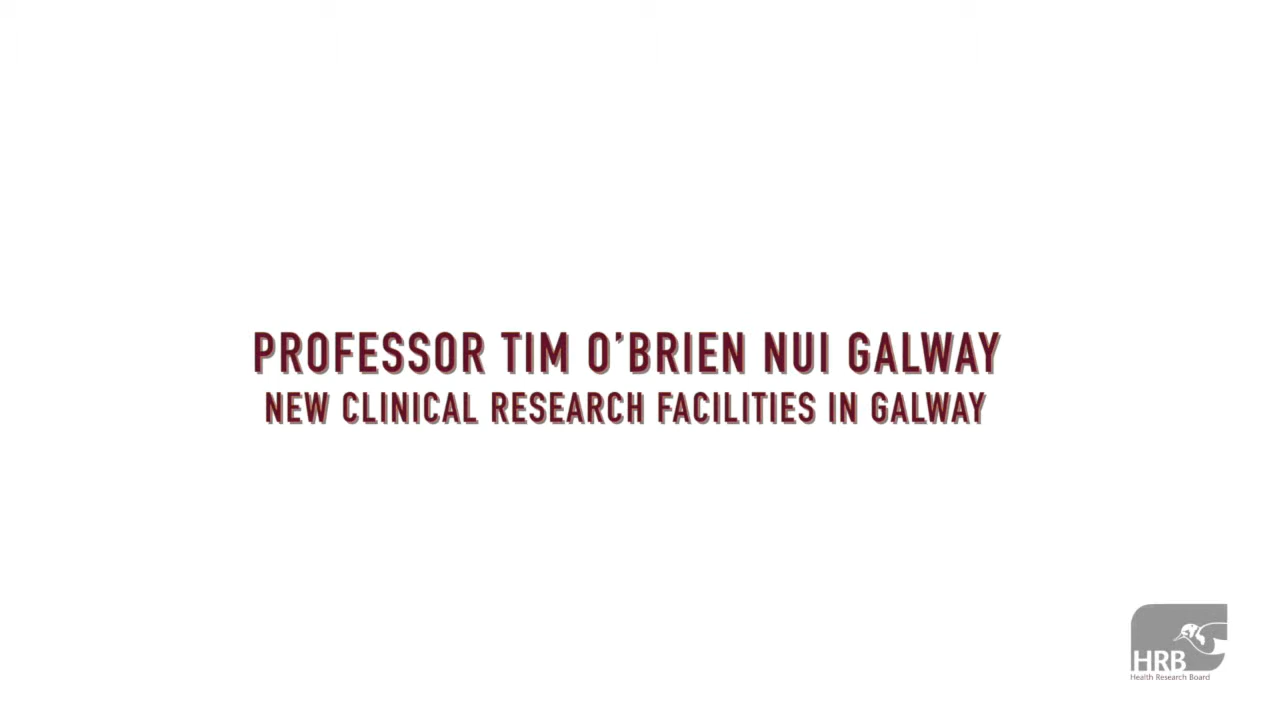 PROFESSOR TIM O'BRIEN NUI GALWAY
NEW CLINICAL RESEARCH FACILITIES IN GALWAY
HRB
Health Research Board